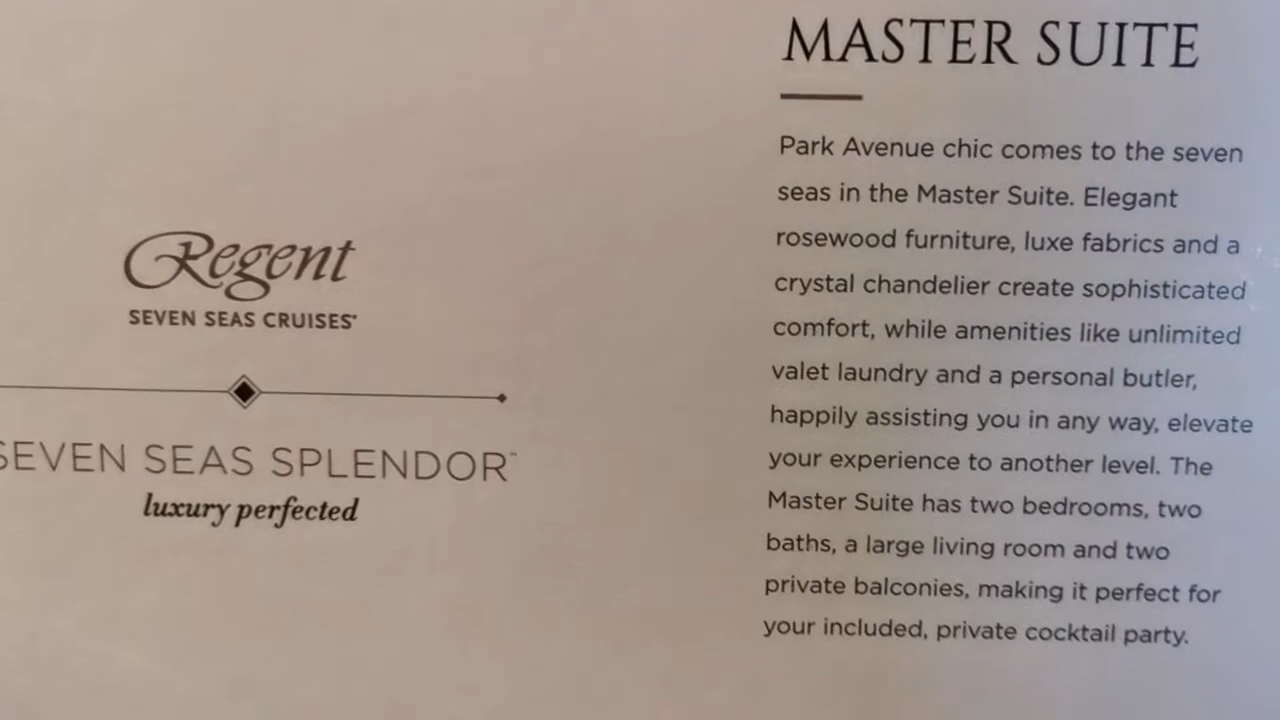 Regent
SEVEN SEAS CRUISES®
SEVEN SEAS SPLENDOR™
luxury perfected
MASTER SUITE
Park Avenue chic comes to the seven
seas in the Master Suite. Elegant
rosewood furniture, luxe fabrics and a
crystal chandelier create sophisticated
comfort, while amenities like unlimited
valet laundry and a personal butler,
happily assisting you in any way, elevate
your experience to another level. The
Master Suite has two bedrooms, two
baths, a large living room and two
private balconies, making it perfect for
your included, private cocktail party.